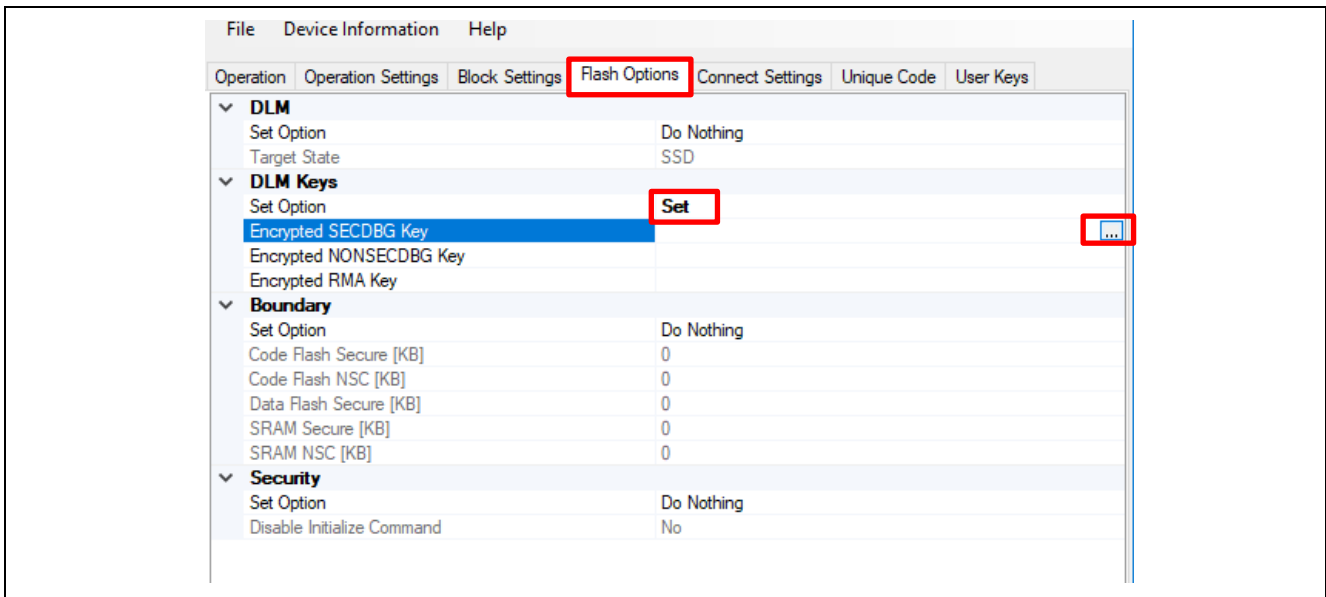 File Device Information Help
Operation Operation Settings Block Settings Flash Options Connect Settings Unique Code User Keys
DLM
Set Option Do Nothing
Target State SSD
DLM Keys
Set Option Set
Encrypted SECDBG Key ...
Encrypted NONSECDBG Key
Encrypted RMA Key
Boundary
Set Option Do Nothing
Code Flash Secure [KB] 0
Code Flash NSC [KB] 0
Data Flash Secure [KB] 0
SRAM Secure [KB] 0
SRAM NSC [KB] 0
Security
Set Option Do Nothing
Disable Initialize Command No